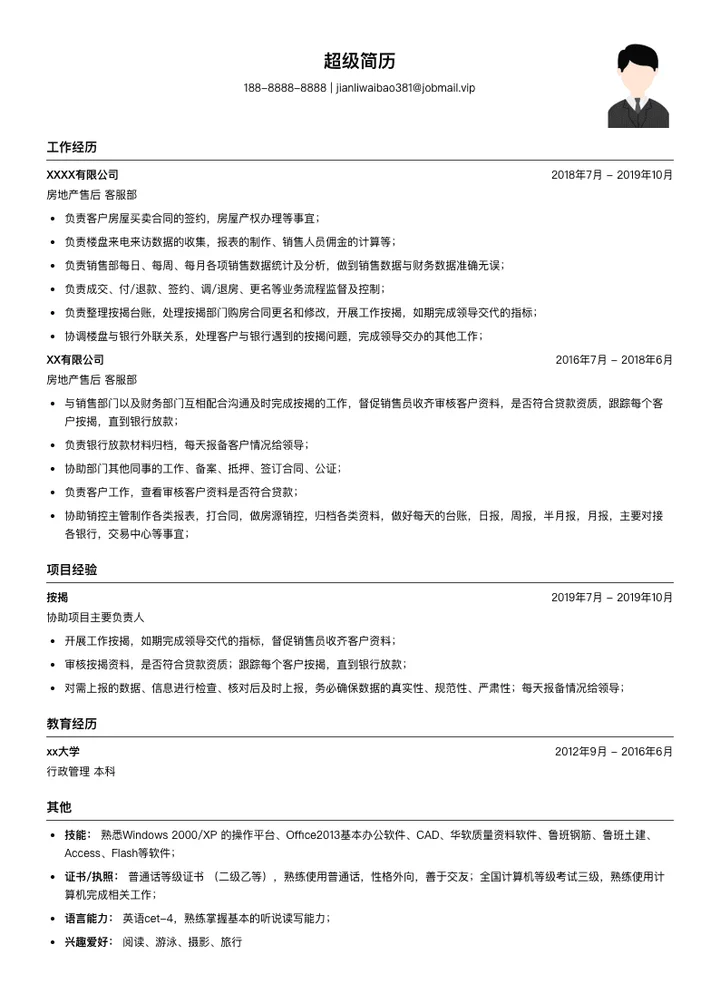 超级简历
188-8888-8888 | jianliwaibao381@jobmail.vip
工作经历
XXXX有限公司 2018年7月 – 2019年10月
房地产售后 客服部
• 负责客户房屋买卖合同的签约，房屋产权办理等事宜；
• 负责楼盘来电来访数据的收集，报表的制作、销售人员佣金的计算等；
• 负责销售部每日、每周、每月各项销售数据统计及分析，做到销售数据与财务数据准确无误；
• 负责成交、付/退款、签约、调/退房、更名等业务流程监督及控制；
• 负责整理按揭台账，处理按揭部门购房合同更名和修改，开展工作按揭，如期完成领导交代的指标；
• 协调楼盘与银行外联关系，处理客户与银行遇到的按揭问题，完成领导交办的其他工作；
XX有限公司 2016年7月 – 2018年6月
房地产售后 客服部
• 与销售部门以及财务部门互相配合沟通及时完成按揭的工作，督促销售员收齐审核客户资料，是否符合贷款资质，跟踪每个客
户按揭，直到银行放款；
• 负责银行放款材料归档，每天报备客户情况给领导；
• 协助部门其他同事的工作、备案、抵押、签订合同、公证；
• 负责客户工作，查看审核客户资料是否符合贷款；
• 协助销控主管制作各类报表，打合同，做房源销控，归档各类资料，做好每天的台账，日报，周报，半月报，月报，主要对接
各银行，交易中心等事宜；
项目经验
按揭 2019年7月 – 2019年10月
协助项目主要负责人
• 开展工作按揭，如期完成领导交代的指标，督促销售员收齐客户资料；
• 审核按揭资料，是否符合贷款资质；跟踪每个客户按揭，直到银行放款；
• 对需上报的数据、信息进行检查、核对后及时上报，务必确保数据的真实性、规范性、严肃性；每天报备情况给领导；
教育经历
xx大学 2012年9月 – 2016年6月
行政管理 本科
其他
• 技能： 熟悉Windows 2000/XP 的操作平台、Office2013基本办公软件、CAD、华软质量资料软件、鲁班钢筋、鲁班土建、
Access、Flash等软件；
• 证书/执照： 普通话等级证书 （二级乙等），熟练使用普通话，性格外向，善于交友；全国计算机等级考试三级，熟练使用计
算机完成相关工作；
• 语言能力： 英语cet-4，熟练掌握基本的听说读写能力；
• 兴趣爱好： 阅读、游泳、摄影、旅行